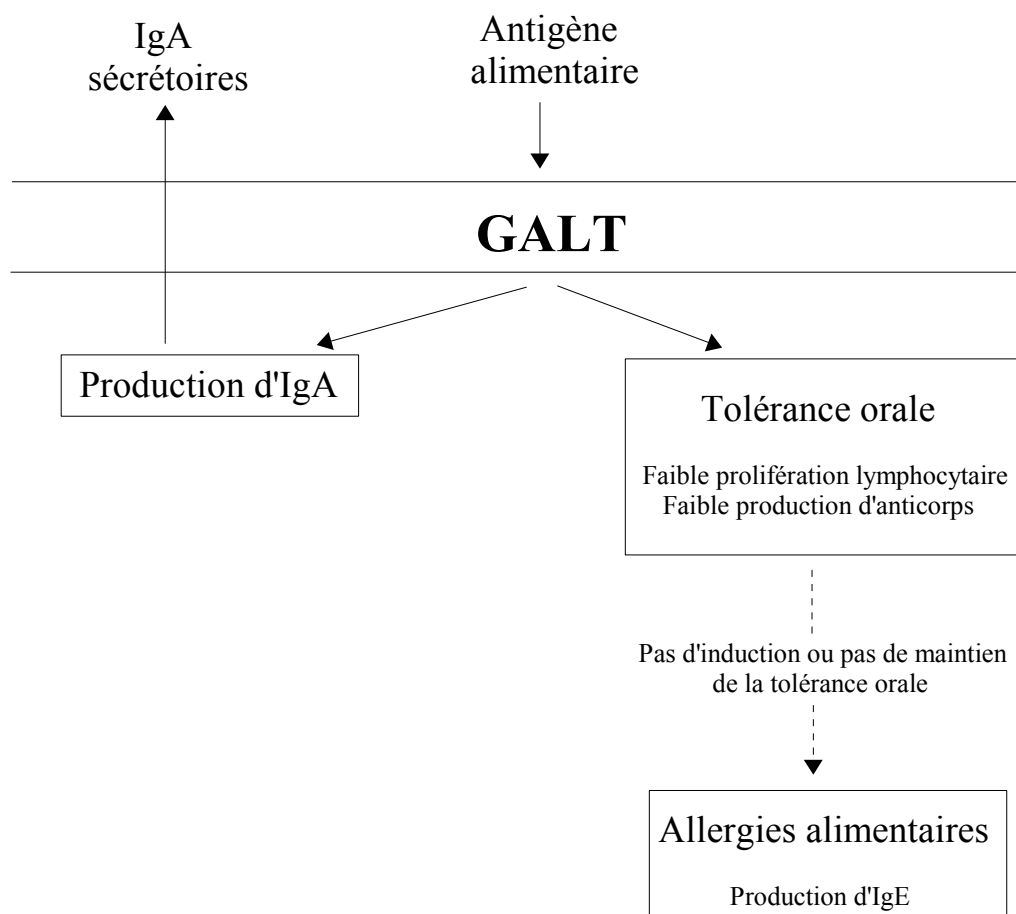 IgA
sécrétoires
Antigène
alimentaire
GALT
Production d'IgA
Tolérance orale
Faible prolifération lymphocytaire
Faible production d'anticorps
Pas d'induction ou pas de maintien
de la tolérance orale
Allergies alimentaires
Production d'IgE